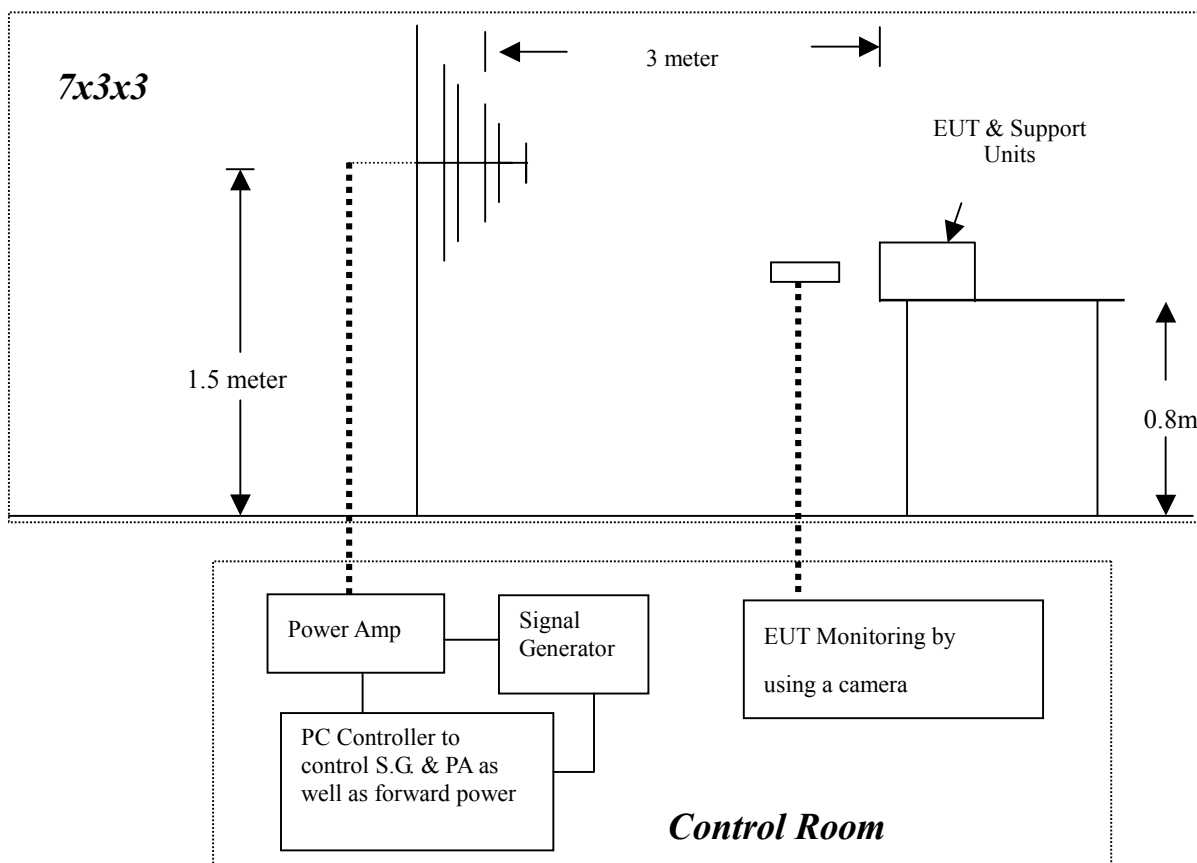 3 meter
7x3x3
EUT & Support
Units
1.5 meter
0.8m
Power Amp
Signal
Generator
EUT Monitoring by
using a camera
PC Controller to
control S.G. & PA as
well as forward power
Control Room